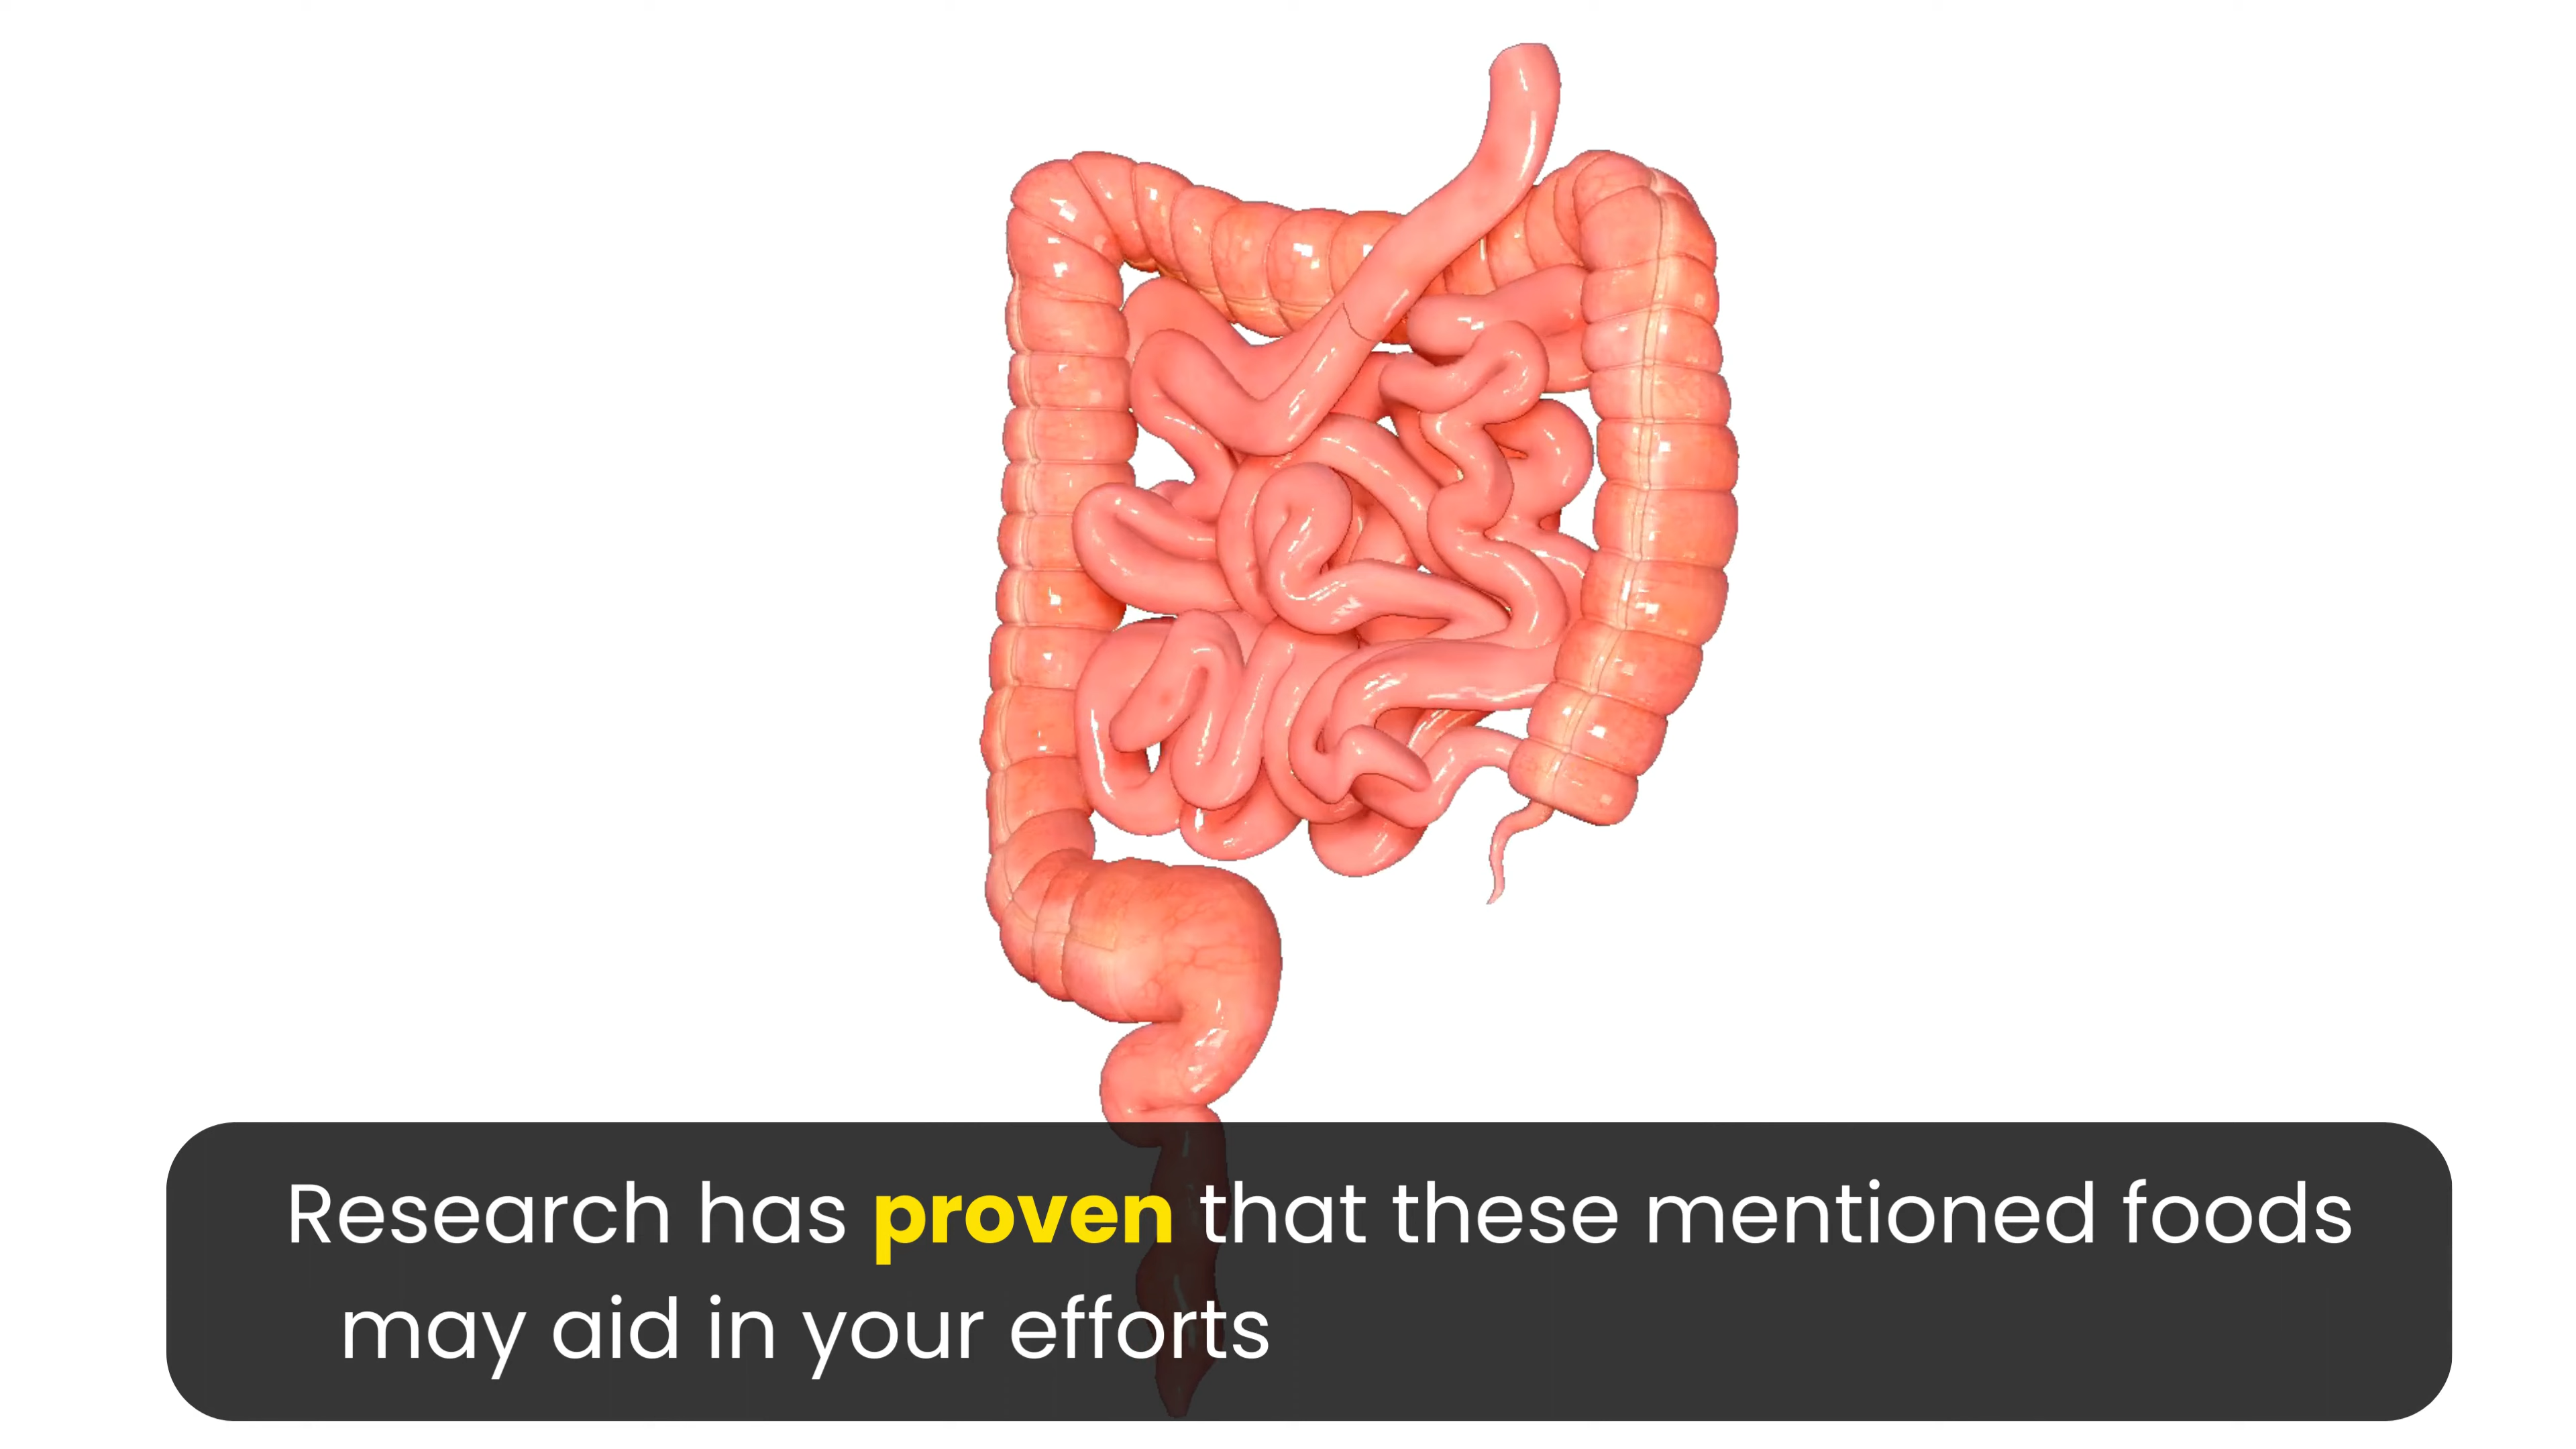 Research has proven that these mentioned foods
may aid in your efforts